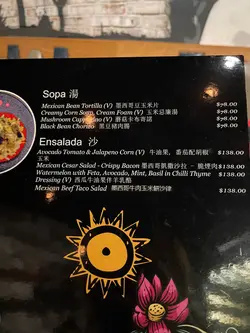 Sopa 湯
Mexican Bean Tortilla (V) 墨西哥豆玉米片 $78.00
Creamy Corn Soup, Cream Foam (V) 玉米忌廉湯 $78.00
Mushroom Cappuccino (V) 蘑菇卡布奇諾 $78.00
Black Bean Chorizo 黑豆豬肉腸 $78.00
Ensalada 沙
Avocado Tomato & Jalapeno Corn (V) 牛油果，番茄配胡椒 $138.00
玉米
Mexican Cesar Salad - Crispy Bacon 墨西哥凱撒沙拉 - 脆煙肉 $138.00
Watermelon with Feta, Avocado, Mint, Basil in Chilli Thyme $138.00
Dressing (V) 西瓜牛油果伴羊乳酪
Mexican Beef Taco Salad 墨西哥牛肉玉米餅沙律 $138.00